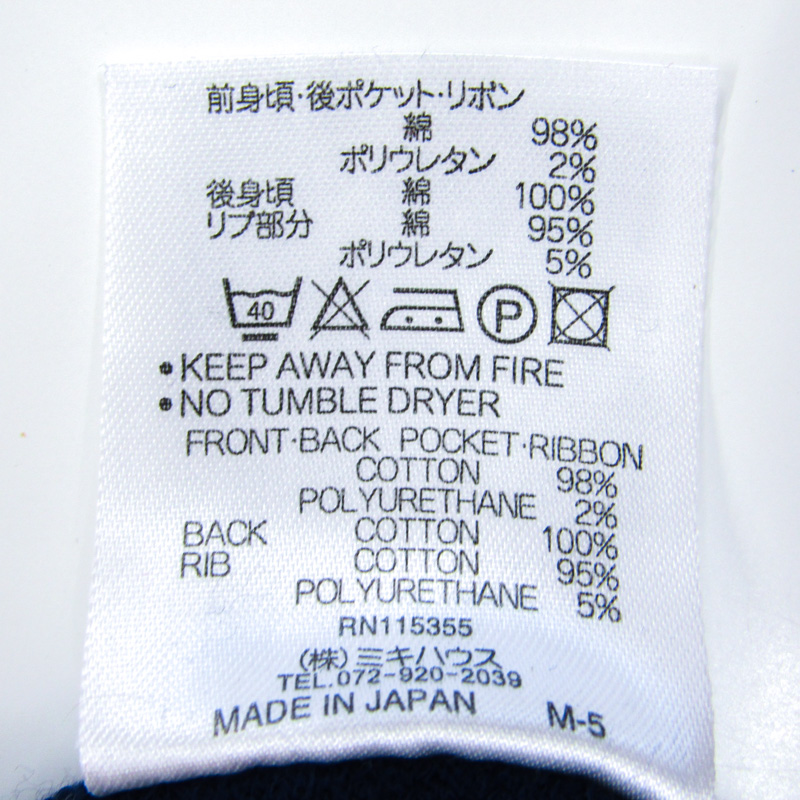 前身頃・後ポケット・リボン
綿 98%
ポリウレタン 2%
後身頃 綿 100%
リブ部分 綿 95%
ポリウレタン 5%
40 P
•KEEP AWAY FROM FIRE
•NO TUMBLE DRYER
FRONT·BACK POCKET·RIBBON
COTTON 98%
POLYURETHANE 2%
BACK COTTON 100%
RIB COTTON 95%
POLYURETHANE 5%
RN115355
(株)ミキハウス
TEL.072-920-2039
MADE IN JAPAN M-5